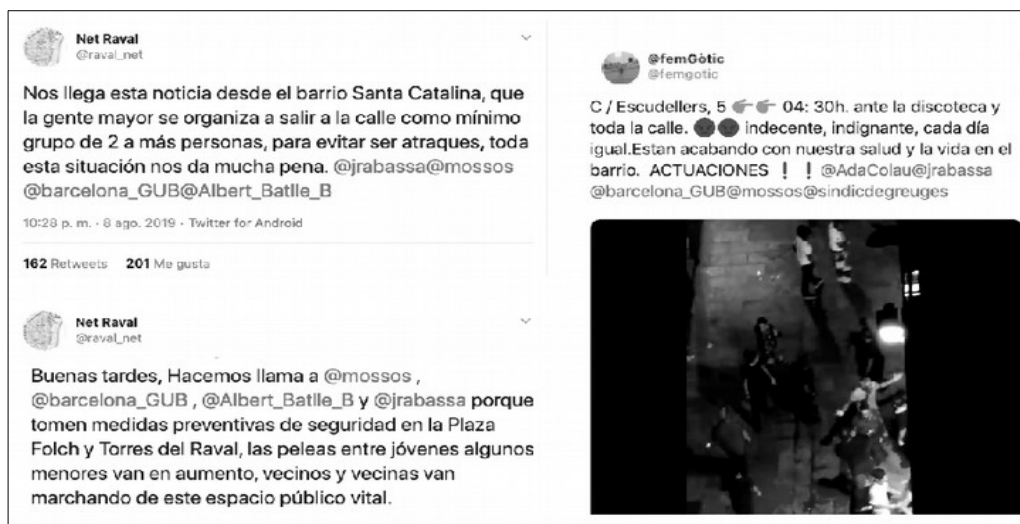 Net Raval
@raval_net
Nos llega esta noticia desde el barrio Santa Catalina, que
la gente mayor se organiza a salir a la calle como mínimo
grupo de 2 a más personas, para evitar ser atraques, toda
esta situación nos da mucha pena. @jrabassa@mossos
@barcelona_GUB@Albert_Batlle_B
10:28 p. m. · 8 ago. 2019 · Twitter for Android
162 Retweets 201 Me gusta
Net Raval
@raval_net
Buenas tardes, Hacemos llama a @mossos ,
@barcelona_GUB , @Albert_Batlle_B y @jrabassa porque
tomen medidas preventivas de seguridad en la Plaza
Folch y Torres del Raval, las peleas entre jóvenes algunos
menores van en aumento, vecinos y vecinas van
marchando de este espacio público vital.
@femGòtic
@femgotic
C / Escudellers, 5 👉👉 04: 30h. ante la discoteca y
toda la calle. 😡😡 indecente, indignante, cada día
igual.Estan acabando con nuestra salud y la vida en el
barrio. ACTUACIONES ❗ ❗ @AdaColau@jrabassa
@barcelona_GUB@mossos@sindicdegreuges